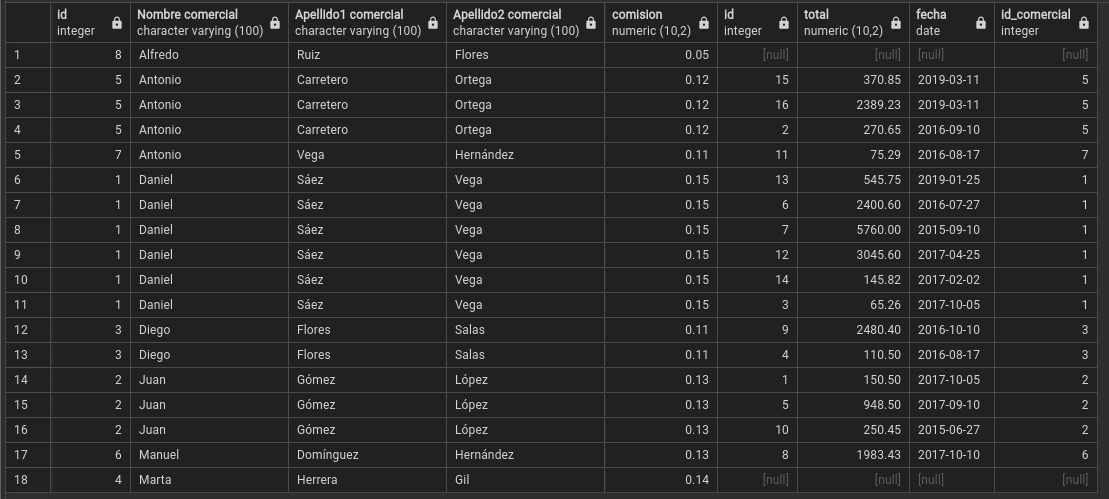 id Nombre comercial Apellido1 comercial Apellido2 comercial comision id total fecha id_comercial
integer character varying (100) character varying (100) character varying (100) numeric (10,2) integer numeric (10,2) date integer
1 8 Alfredo Ruiz Flores 0.05 [null] [null] [null] [null]
2 5 Antonio Carretero Ortega 0.12 15 370.85 2019-03-11 5
3 5 Antonio Carretero Ortega 0.12 16 2389.23 2019-03-11 5
4 5 Antonio Carretero Ortega 0.12 2 270.65 2016-09-10 5
5 7 Antonio Vega Hernández 0.11 11 75.29 2016-08-17 7
6 1 Daniel Sáez Vega 0.15 13 545.75 2019-01-25 1
7 1 Daniel Sáez Vega 0.15 6 2400.60 2016-07-27 1
8 1 Daniel Sáez Vega 0.15 7 5760.00 2015-09-10 1
9 1 Daniel Sáez Vega 0.15 12 3045.60 2017-04-25 1
10 1 Daniel Sáez Vega 0.15 14 145.82 2017-02-02 1
11 1 Daniel Sáez Vega 0.15 3 65.26 2017-10-05 1
12 3 Diego Flores Salas 0.11 9 2480.40 2016-10-10 3
13 3 Diego Flores Salas 0.11 4 110.50 2016-08-17 3
14 2 Juan Gómez López 0.13 1 150.50 2017-10-05 2
15 2 Juan Gómez López 0.13 5 948.50 2017-09-10 2
16 2 Juan Gómez López 0.13 10 250.45 2015-06-27 2
17 6 Manuel Domínguez Hernández 0.13 8 1983.43 2017-10-10 6
18 4 Marta Herrera Gil 0.14 [null] [null] [null] [null]